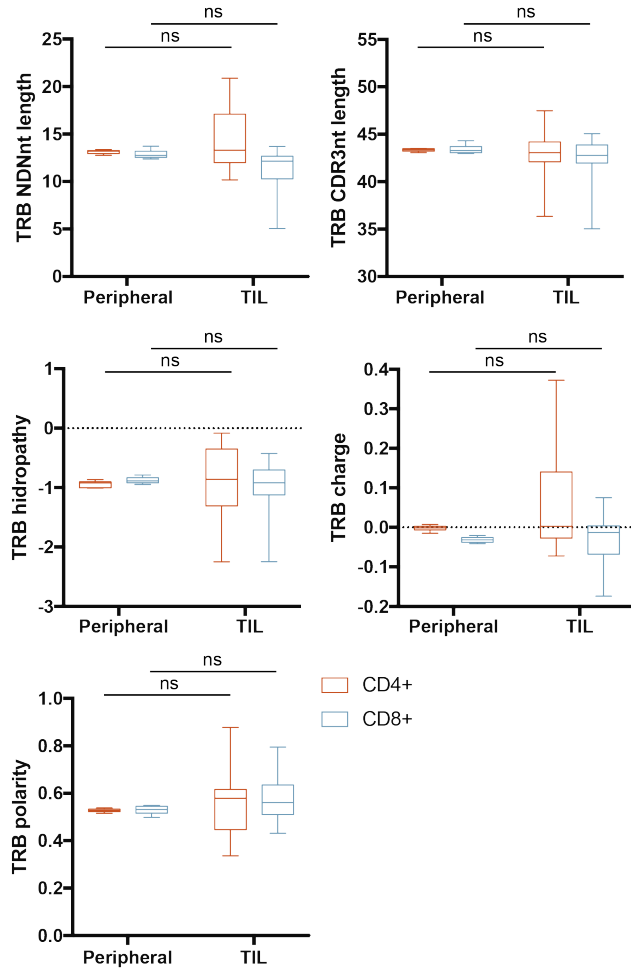 ns
ns
TRB NDNnt length
25
20
15
10
5
0
Peripheral TIL
ns
ns
TRB CDR3nt length
55
50
45
40
35
30
Peripheral TIL
ns
ns
TRB hidropathy
1
0
-1
-2
-3
Peripheral TIL
ns
ns
TRB charge
0.4
0.3
0.2
0.1
0.0
-0.1
-0.2
Peripheral TIL
ns
ns
TRB polarity
1.0
0.8
0.6
0.4
0.2
0.0
Peripheral TIL
CD4+
CD8+